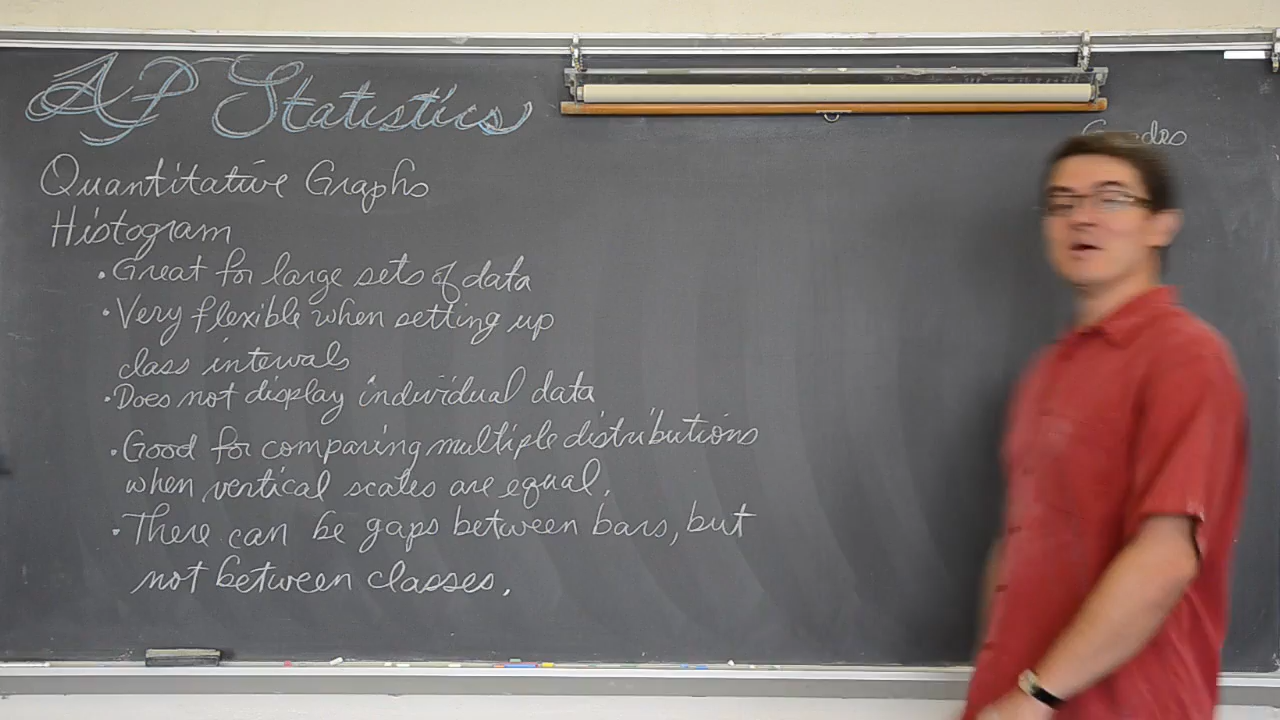 AP Statistics
Quantitative Graphs
Histogram
• Great for large sets of data
• Very flexible when setting up
class intervals
• Does not display individual data
• Good for comparing multiple distributions
when vertical scales are equal.
• There can be gaps between bars, but
not between classes.